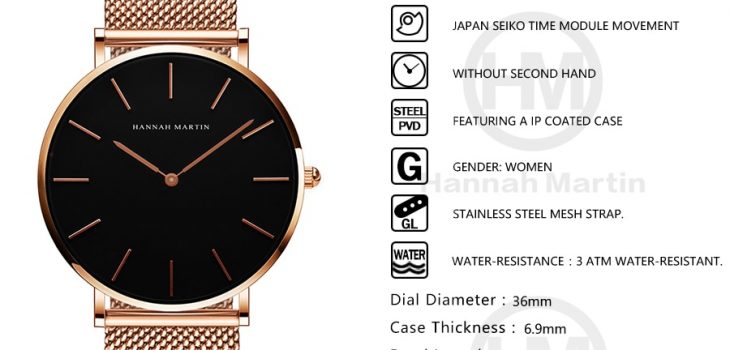 HANNAH MARTIN
JAPAN SEIKO TIME MODULE MOVEMENT
WITHOUT SECOND HAND
STEEL
PVD
FEATURING A IP COATED CASE
G
GENDER: WOMEN
GL
STAINLESS STEEL MESH STRAP.
WATER
WATER-RESISTANCE : 3 ATM WATER-RESISTANT.
Dial Diameter : 36mm
Case Thickness : 6.9mm
HM
Hannah Martin
HM